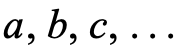 a, b, c, ...